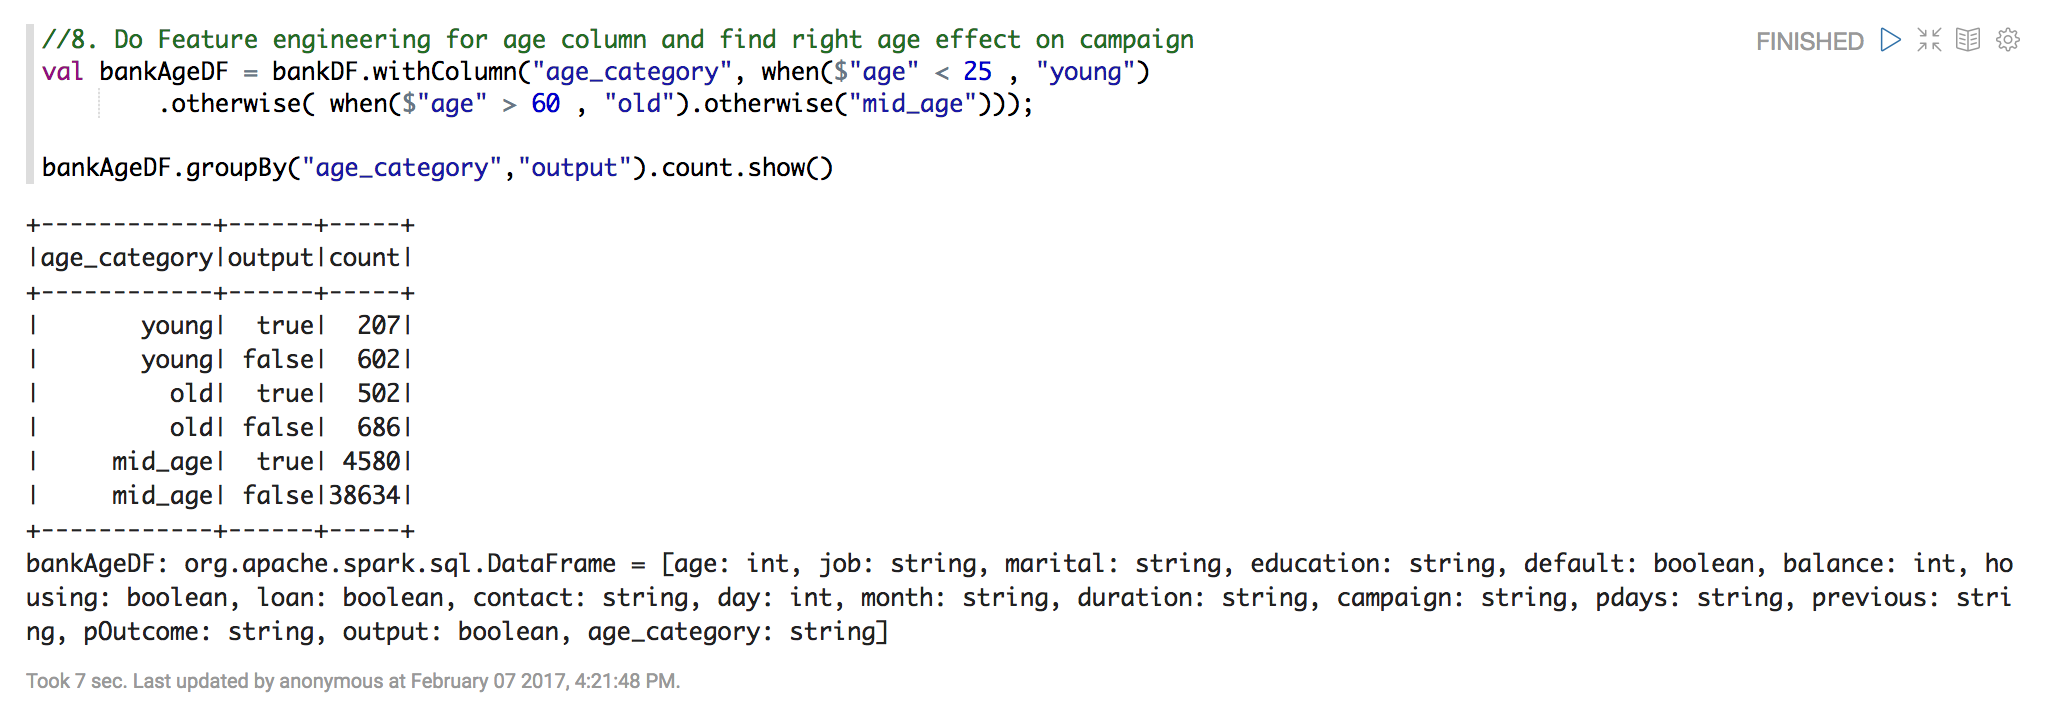 //8. Do Feature engineering for age column and find right age effect on campaign
FINISHED
val bankAgeDF = bankDF.withColumn("age_category", when($"age" < 25 , "young")
.otherwise( when($"age" > 60 , "old").otherwise("mid_age")));
bankAgeDF.groupBy("age_category","output").count.show()
+------------+------+-----+
|age_category|output|count|
+------------+------+-----+
|       young|  true|  207|
|       young| false|  602|
|         old|  true|  502|
|         old| false|  686|
|     mid_age|  true| 4580|
|     mid_age| false|38634|
+------------+------+-----+
bankAgeDF: org.apache.spark.sql.DataFrame = [age: int, job: string, marital: string, education: string, default: boolean, balance: int, ho
using: boolean, loan: boolean, contact: string, day: int, month: string, duration: string, campaign: string, pdays: string, previous: stri
ng, pOutcome: string, output: boolean, age_category: string]
Took 7 sec. Last updated by anonymous at February 07 2017, 4:21:48 PM.